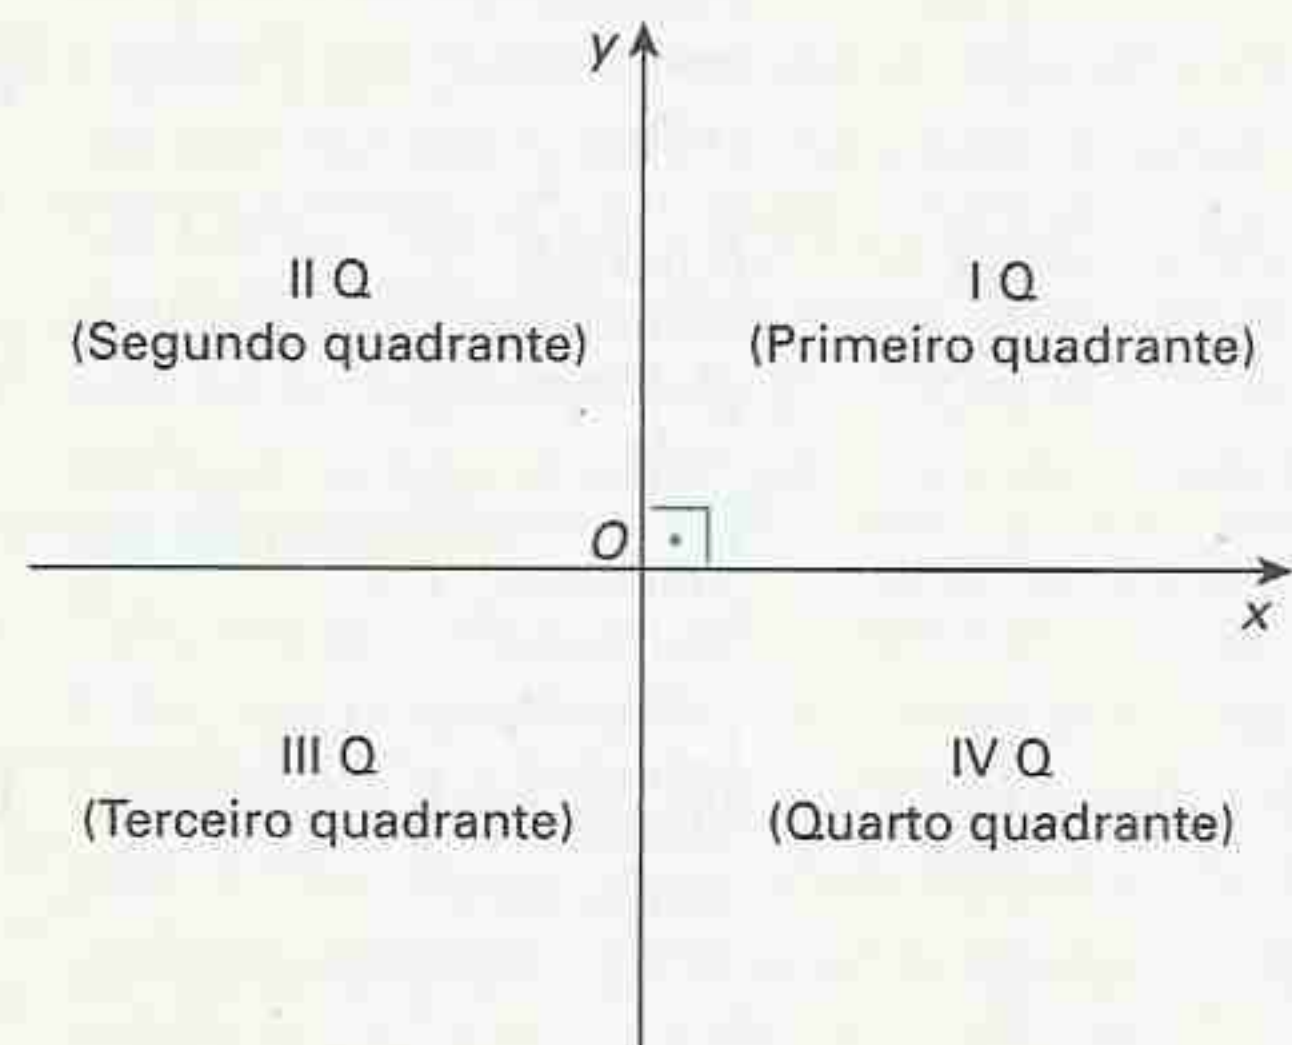 y
II Q
(Segundo quadrante)
I Q
(Primeiro quadrante)
O
x
III Q
(Terceiro quadrante)
IV Q
(Quarto quadrante)